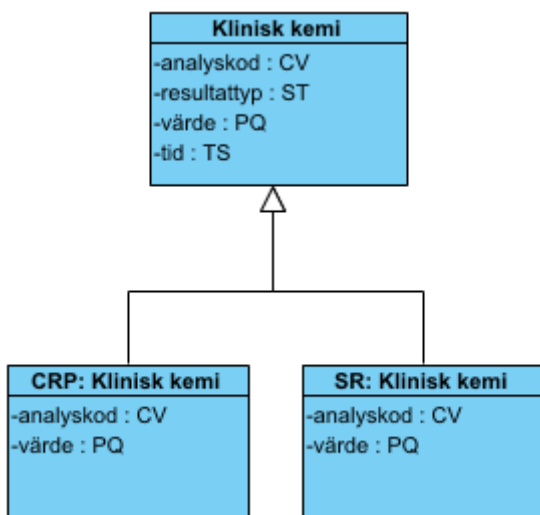 Klinisk kemi
-analyskod : CV
-resultattyp : ST
-värde : PQ
-tid : TS
CRP: Klinisk kemi
-analyskod : CV
-värde : PQ
SR: Klinisk kemi
-analyskod : CV
-värde : PQ